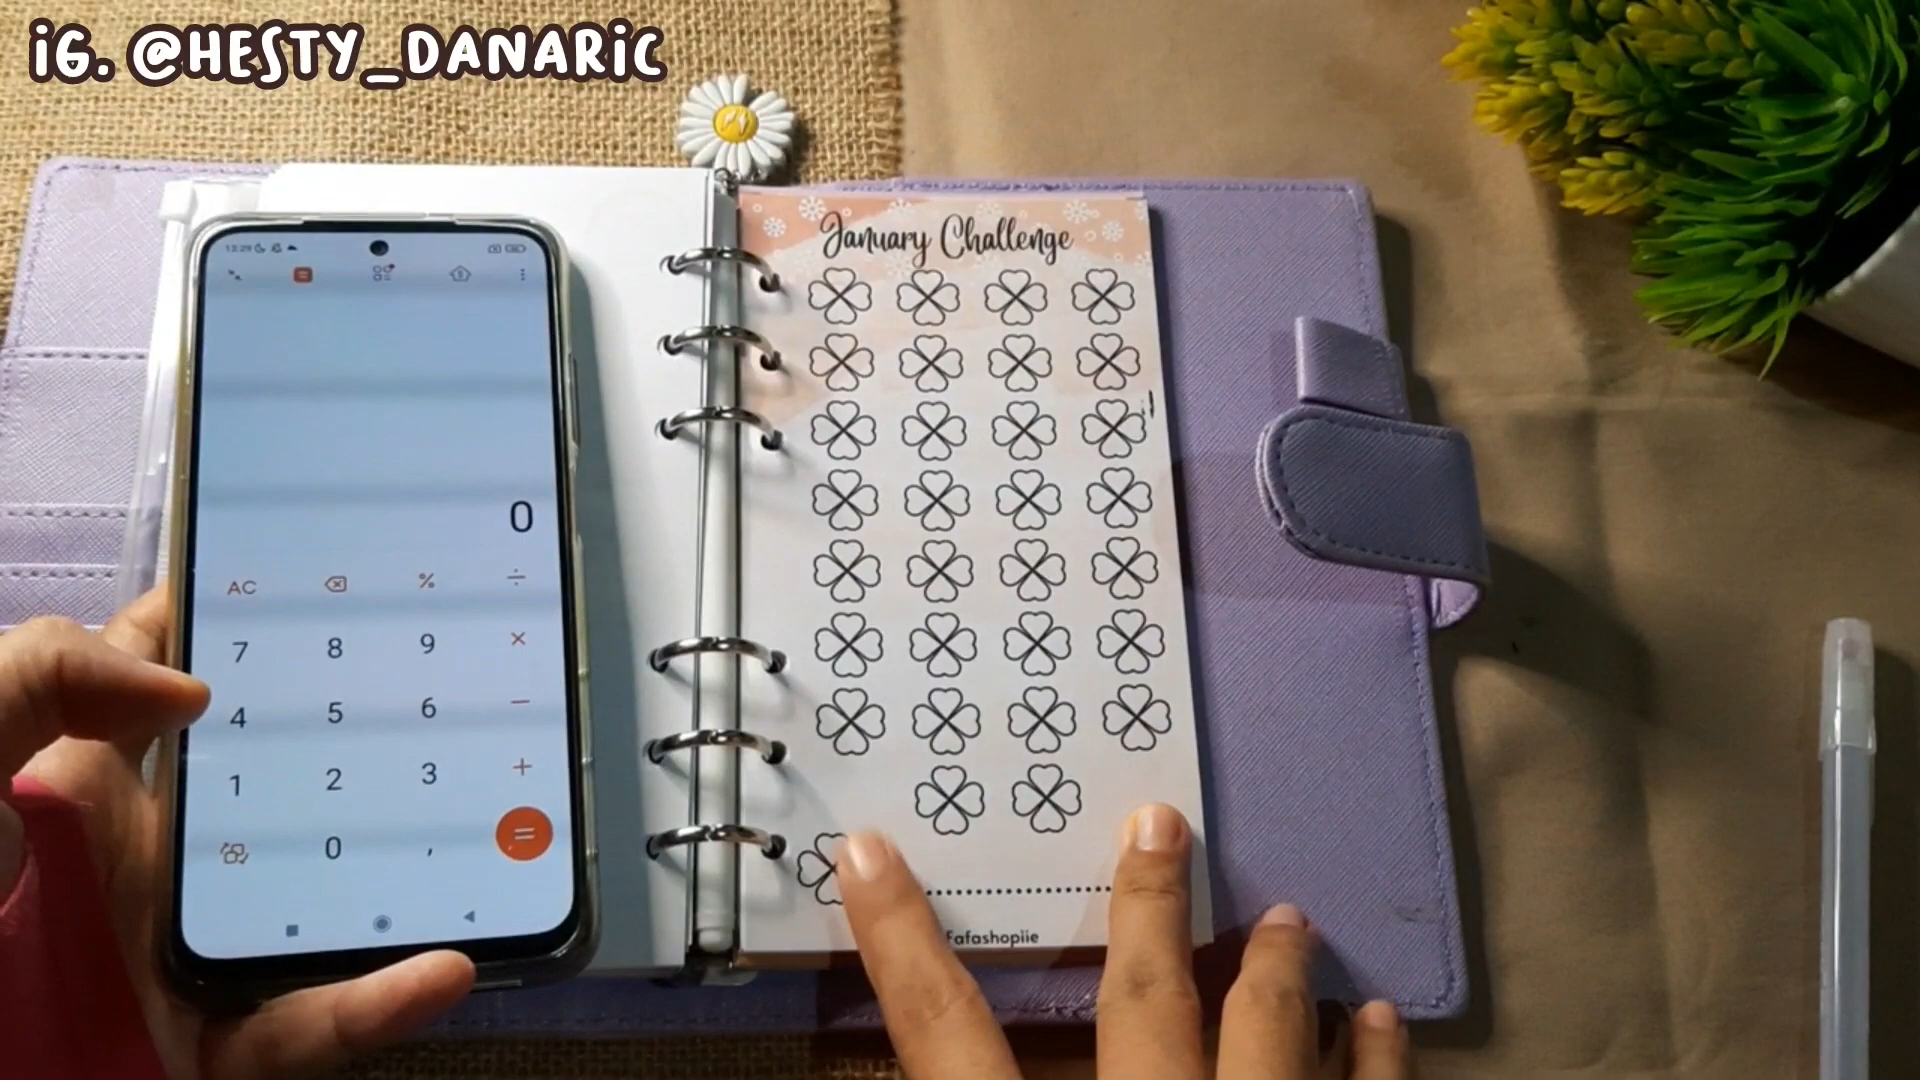 iG. @HESTY_DANARiC
January Challenge
0
AC % ÷
7 8 9 ×
4 5 6 −
1 2 3 +
0 , =
Fafashopiie